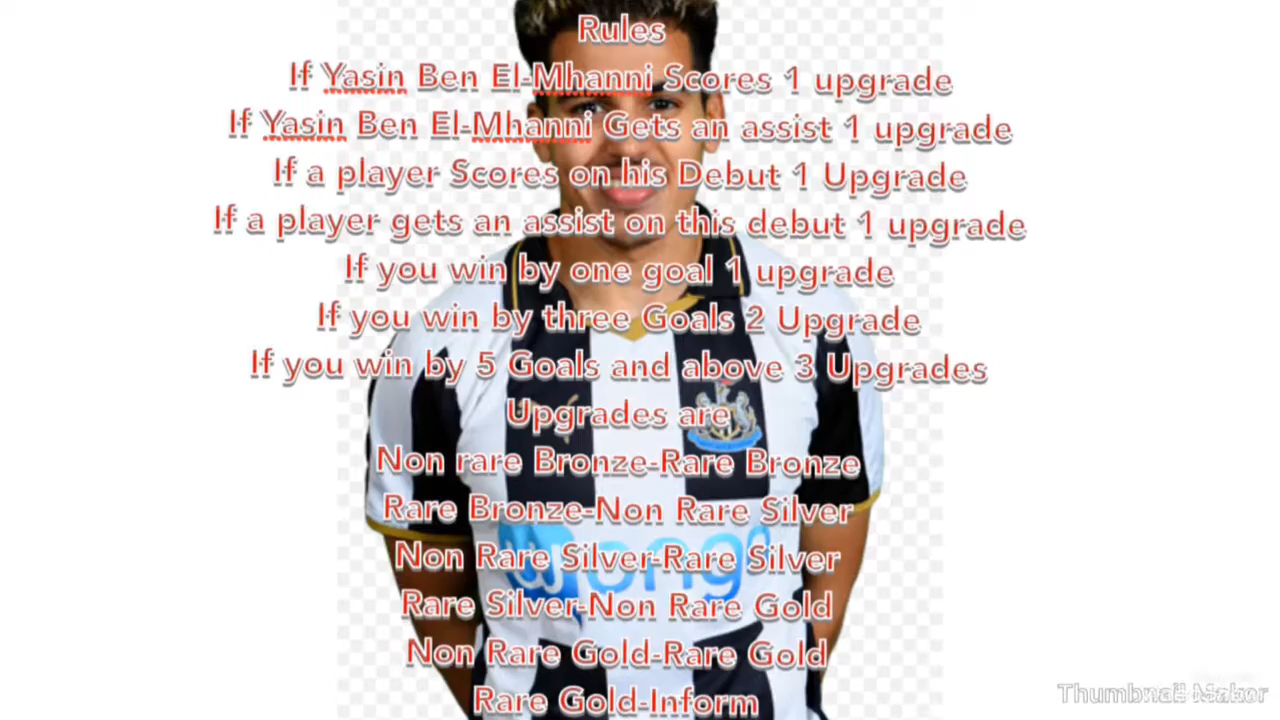 Rules
If Yasin Ben El-Mhanni Scores 1 upgrade
If Yasin Ben El-Mhanni Gets an assist 1 upgrade
If a player Scores on his Debut 1 Upgrade
If a player gets an assist on this debut 1 upgrade
If you win by one goal 1 upgrade
If you win by three Goals 2 Upgrade
If you win by 5 Goals and above 3 Upgrades
Upgrades are
Non rare Bronze-Rare Bronze
Rare Bronze-Non Rare Silver
Non Rare Silver-Rare Silver
Rare Silver-Non Rare Gold
Non Rare Gold-Rare Gold
Rare Gold-Inform
wonga
Thumbnail Maker